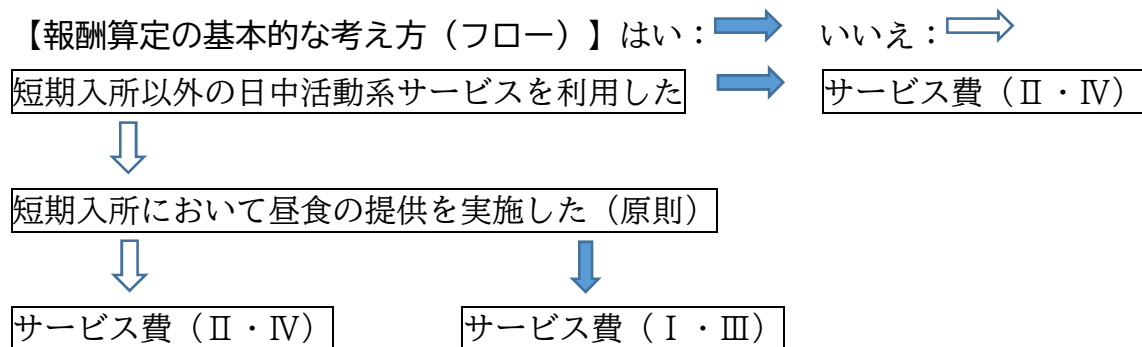 【報酬算定の基本的な考え方(フロー)】はい: いいえ:
短期入所以外の日中活動系サービスを利用した サービス費(Ⅱ・Ⅳ)
短期入所において昼食の提供を実施した(原則)
サービス費(Ⅱ・Ⅳ) サービス費(Ⅰ・Ⅲ)